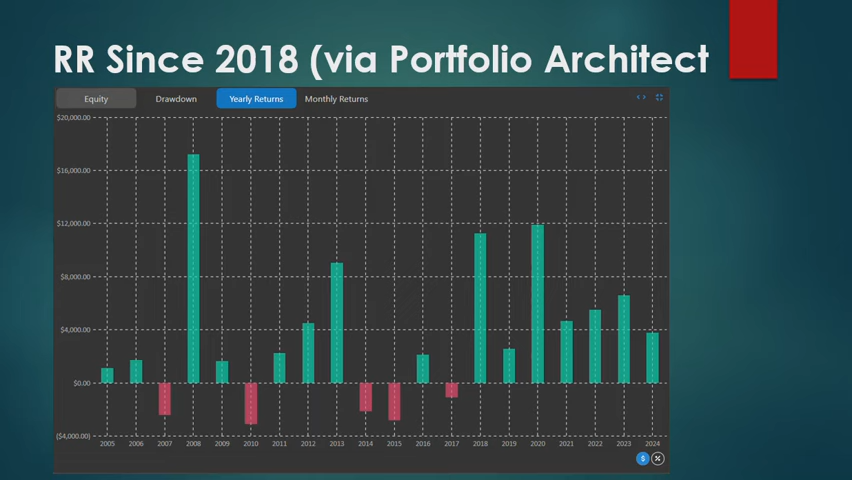 RR Since 2018 (via Portfolio Architect
Equity Drawdown Yearly Returns Monthly Returns
$20,000.00
$16,000.00
$12,000.00
$8,000.00
$4,000.00
$0.00
($4,000.00)
2005 2006 2007 2008 2009 2010 2011 2012 2013 2014 2015 2016 2017 2018 2019 2020 2021 2022 2023 2024
$ %